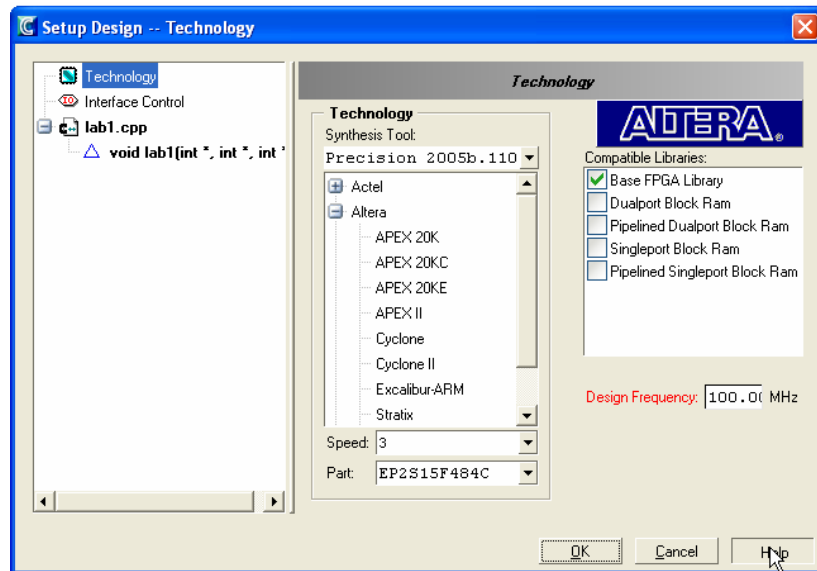 Setup Design -- Technology
Technology
Interface Control
lab1.cpp
void lab1(int *, int *, int *
Technology
Technology
Synthesis Tool:
Precision 2005b.110
Actel
Altera
APEX 20K
APEX 20KC
APEX 20KE
APEX II
Cyclone
Cyclone II
Excalibur-ARM
Stratix
Speed: 3
Part: EP2S15F484C
ALTERA®
Compatible Libraries:
Base FPGA Library
Dualport Block Ram
Pipelined Dualport Block Ram
Singleport Block Ram
Pipelined Singleport Block Ram
Design Frequency: 100.00 MHz
OK Cancel Help